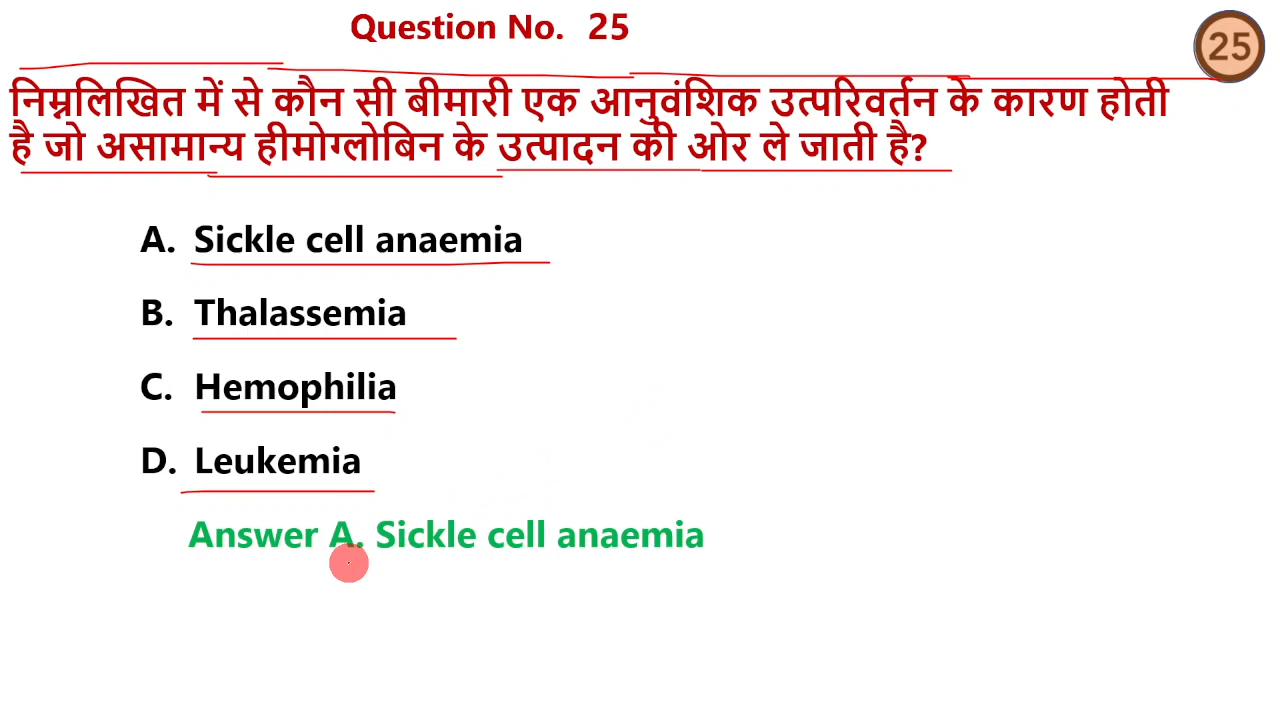 Question No. 25
25
निम्नलिखित में से कौन सी बीमारी एक आनुवंशिक उत्परिवर्तन के कारण होती
है जो असामान्य हीमोग्लोबिन के उत्पादन की ओर ले जाती है?
A. Sickle cell anaemia
B. Thalassemia
C. Hemophilia
D. Leukemia
Answer A. Sickle cell anaemia